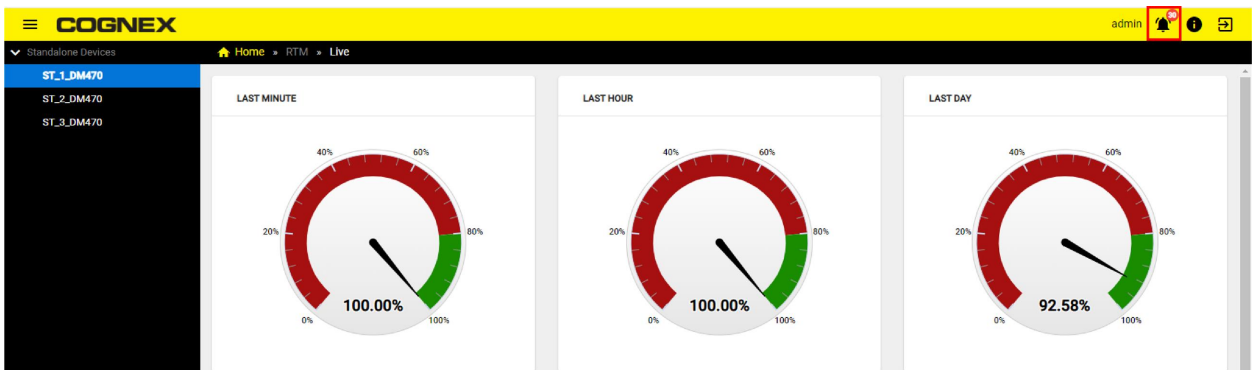 COGNEX
admin
30
Standalone Devices
Home » RTM » Live
ST_1_DM470
ST_2_DM470
ST_3_DM470
LAST MINUTE
0%
20%
40%
60%
80%
100%
100.00%
LAST HOUR
0%
20%
40%
60%
80%
100%
100.00%
LAST DAY
0%
20%
40%
60%
80%
100%
92.58%